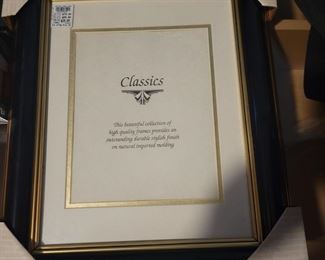 Classics
This beautiful collection of
high quality frames provides an
outstanding durable stylish finish
on natural imported molding